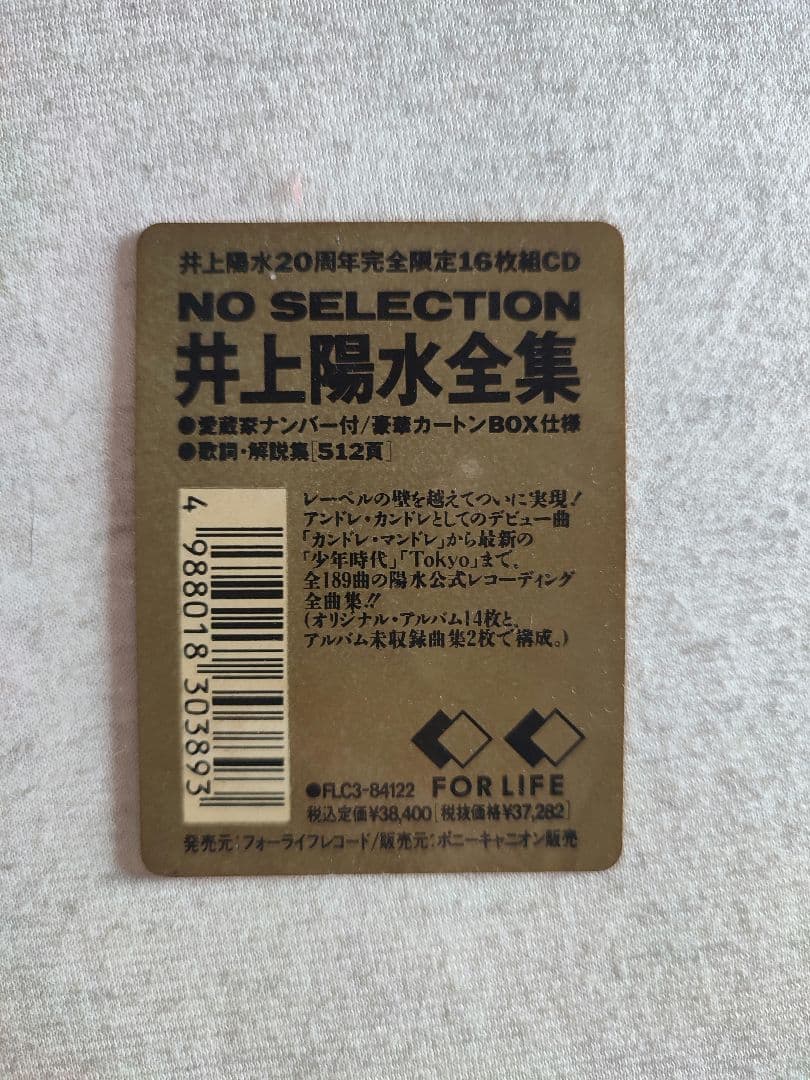 井上陽水20周年完全限定16枚組CD
NO SELECTION
井上陽水全集
●愛蔵家ナンバー付/豪華カートンBOX仕様
●歌詞・解説集[512頁]
レーベルの壁を越えてついに実現!
アンドレ・カンドレとしてのデビュー曲
「カンドレ・マンドレ」から最新の
「少年時代」「Tokyo」まで。
全189曲の陽水公式レコーディング
全曲集!!
(オリジナル・アルバム14枚と、
アルバム未収録曲集2枚で構成。)
4 988018 303893
●FLC3-84122 FOR LIFE
税込定価¥38,400[税抜価格¥37,282]
発売元:フォーライフレコード/販売元:ポニーキャニオン販売